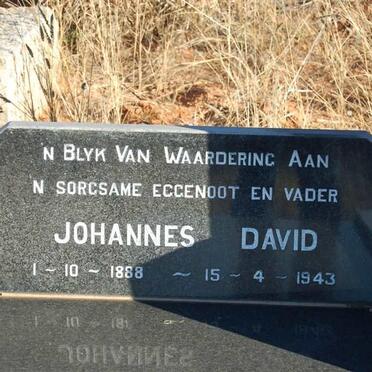 'N BLYK VAN WAARDERING AAN
'N SORGSAME EGGENOOT EN VADER
JOHANNES DAVID
1-10-1888 ~ 15-4-1943